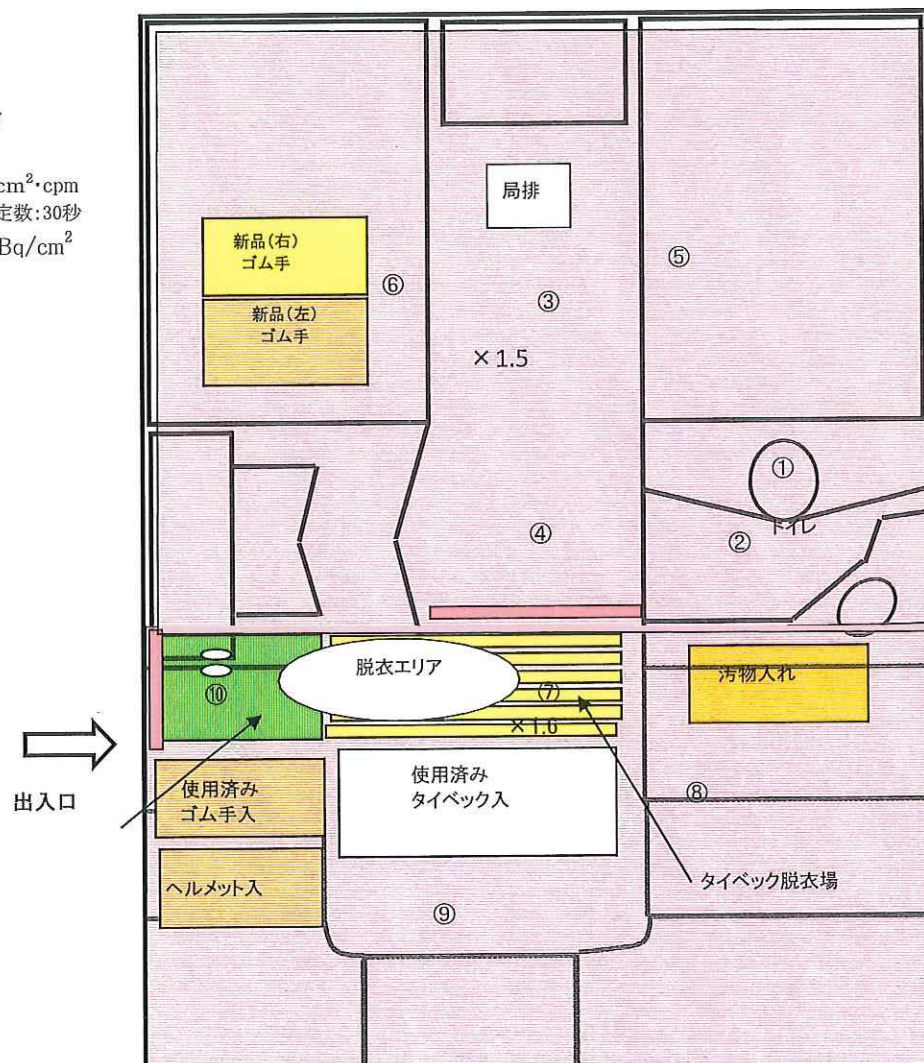 cm²・cpm
定数:30秒
Bq/cm²
局排
新品(右)
ゴム手
⑥
新品(左)
ゴム手
③
⑤
×1.5
①
トイレ
④
②
脱衣エリア
⑩
(7)
×1.6
汚物入れ
出入口
使用済み
ゴム手入
使用済み
タイベック入
⑧
ヘルメット入
タイベック脱衣場
⑨